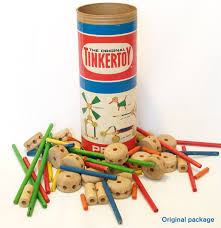 THE ORIGINAL
TINKERTOY
Original package